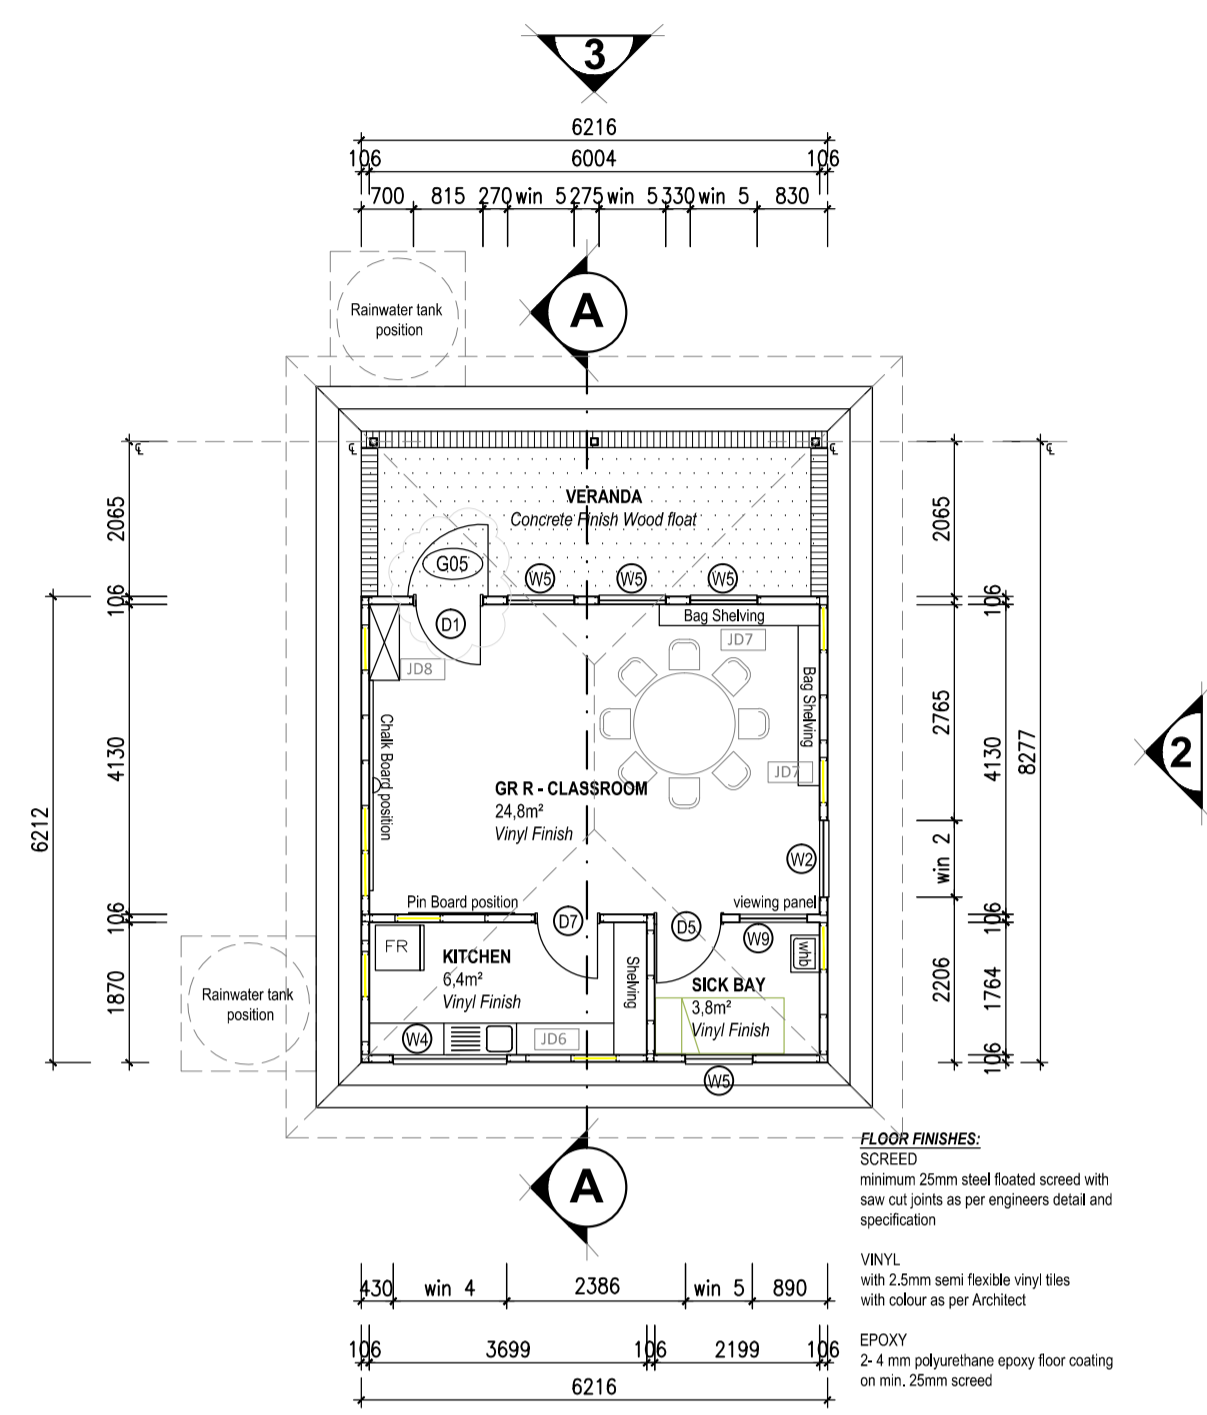 3
6216
106 6004 106
700 815 270 win 5 275 win 5 330 win 5 830
A
Rainwater tank
position
℄ ℄ ℄ ℄
VERANDA
Concrete Finish Wood float
2065
2065
G05
W5 W5 W5
106
106
D1
Bag Shelving
JD7
JD8
Bag Shelving
Chalk Board position
2765
4130
4130
8277
2
JD7
GR R - CLASSROOM
24,8m²
Vinyl Finish
6212
win 2
W2
Pin Board position
viewing panel
106
106
D7
D5
W9
FR
KITCHEN
6,4m²
Vinyl Finish
Shelving
whb
SICK BAY
3,8m²
Vinyl Finish
1870
2206
1764
Rainwater tank
position
W4
JD6
106
W5
A
FLOOR FINISHES:
SCREED
minimum 25mm steel floated screed with
saw cut joints as per engineers detail and
specification
VINYL
with 2.5mm semi flexible vinyl tiles
with colour as per Architect
EPOXY
2- 4 mm polyurethane epoxy floor coating
on min. 25mm screed
430 win 4 2386 win 5 890
106 3699 106 2199 106
6216